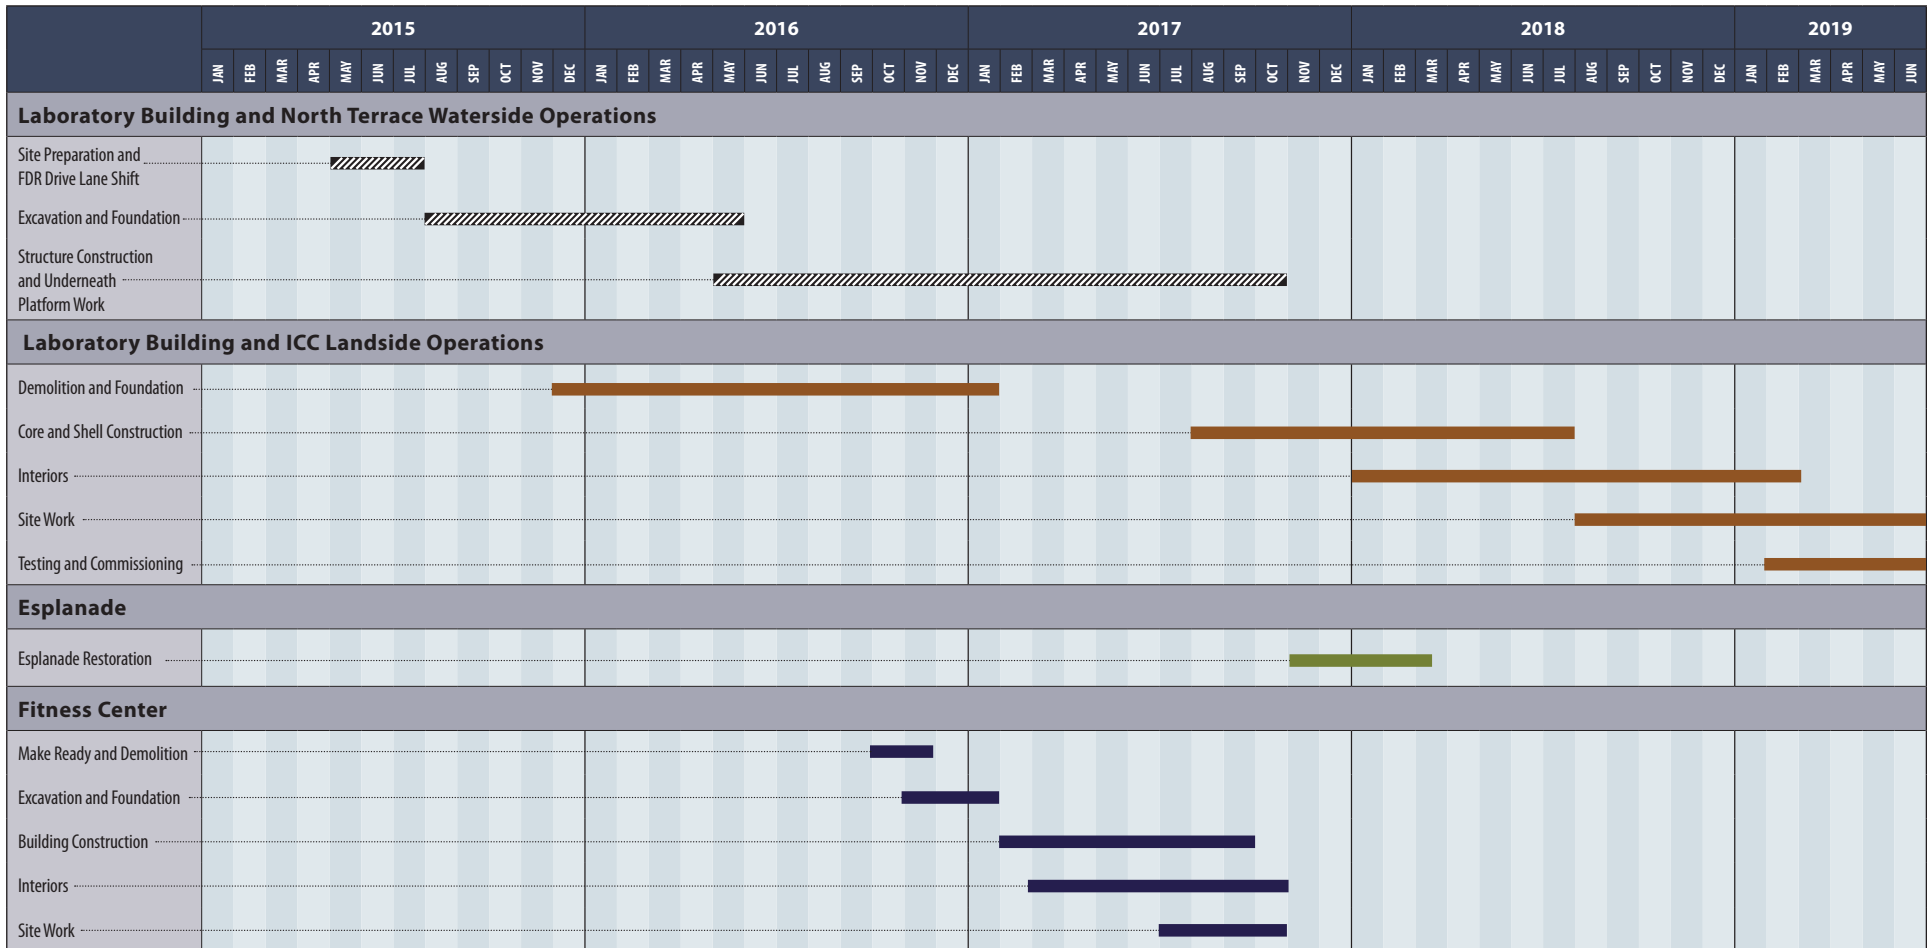 2015 2016 2017 2018 2019
JAN FEB MAR APR MAY JUN JUL AUG SEP OCT NOV DEC JAN FEB MAR APR MAY JUN JUL AUG SEP OCT NOV DEC JAN FEB MAR APR MAY JUN JUL AUG SEP OCT NOV DEC JAN FEB MAR APR MAY JUN JUL AUG SEP OCT NOV DEC JAN FEB MAR APR MAY JUN
Laboratory Building and North Terrace Waterside Operations
Site Preparation and
FDR Drive Lane Shift
Excavation and Foundation
Structure Construction
and Underneath
Platform Work
Laboratory Building and ICC Landside Operations
Demolition and Foundation
Core and Shell Construction
Interiors
Site Work
Testing and Commissioning
Esplanade
Esplanade Restoration
Fitness Center
Make Ready and Demolition
Excavation and Foundation
Building Construction
Interiors
Site Work